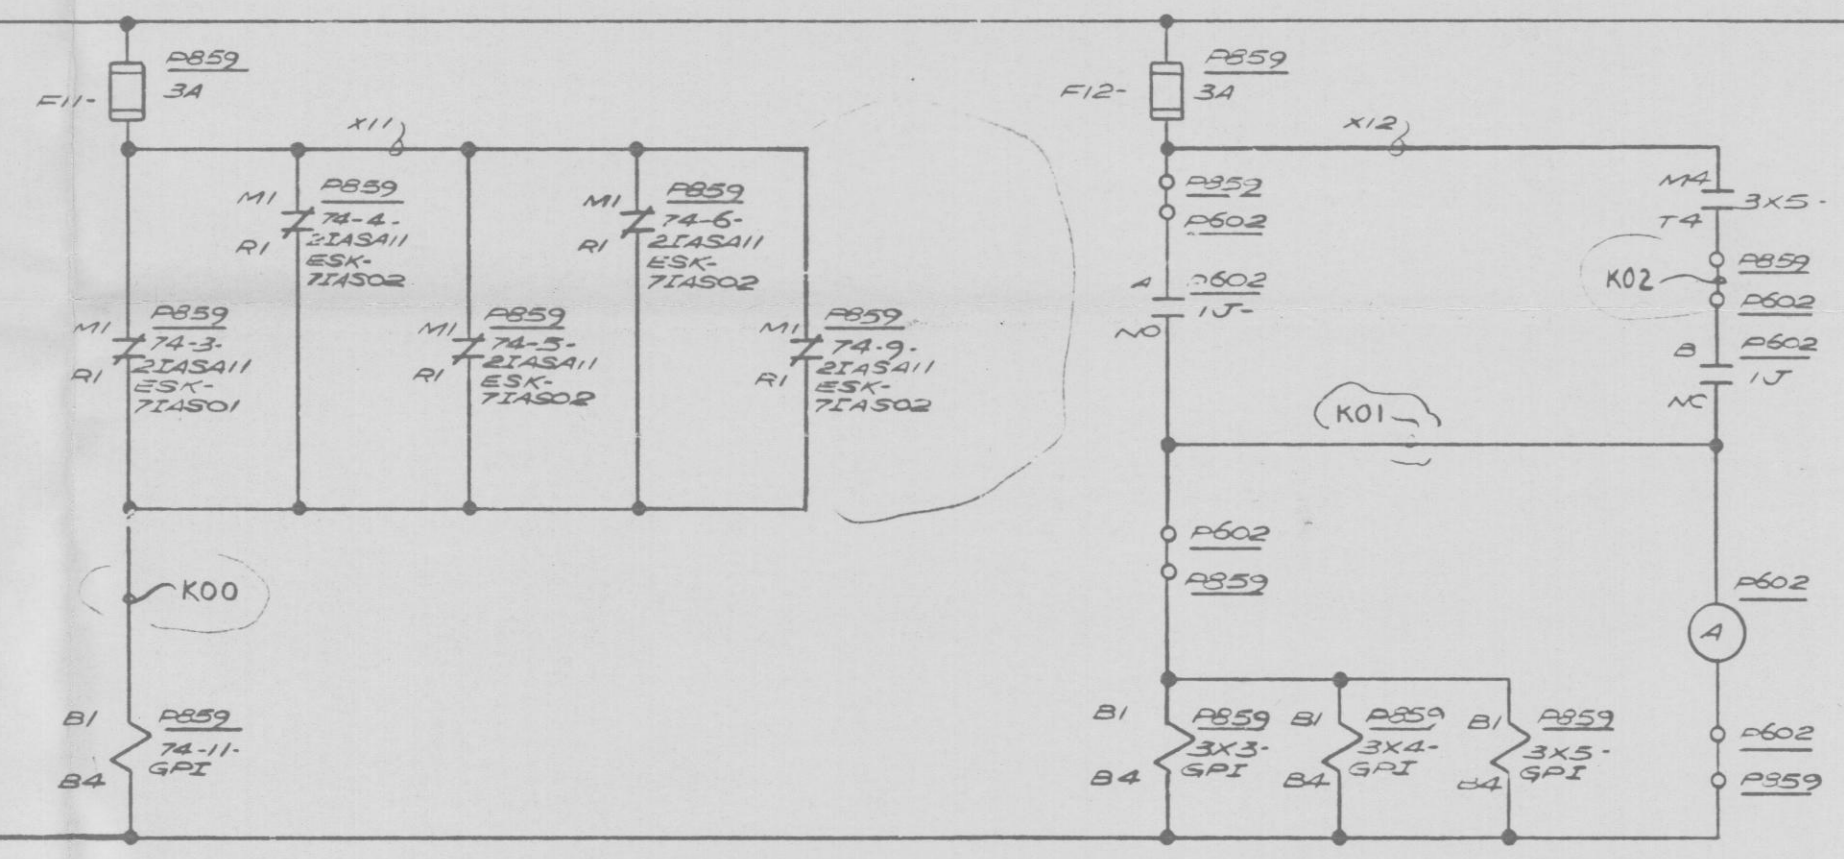 P859
3A
F11-
X11
M1
R1
P859
74-4-
2IASA11
ESK-
7IAS02
M1
R1
P859
74-6-
2IASA11
ESK-
7IAS02
M1
R1
P859
74-3-
2IASA11
ESK-
7IAS01
M1
R1
P859
74-5-
2IASA11
ESK-
7IAS02
M1
R1
P859
74-9-
2IASA11
ESK-
7IAS02
K00
B1
B4
P859
74-11-
GPI
P859
3A
F12-
X12
P852
P602
A
NO
P602
1J-
M4
T4
3X5-
K02
P859
P602
B
NC
P602
1J
K01
P602
P859
P602
A
P602
P859
B1
B4
P859
3X3-
GPI
B1
B4
P859
3X4-
GPI
B1
B4
P859
3X5-
GPI